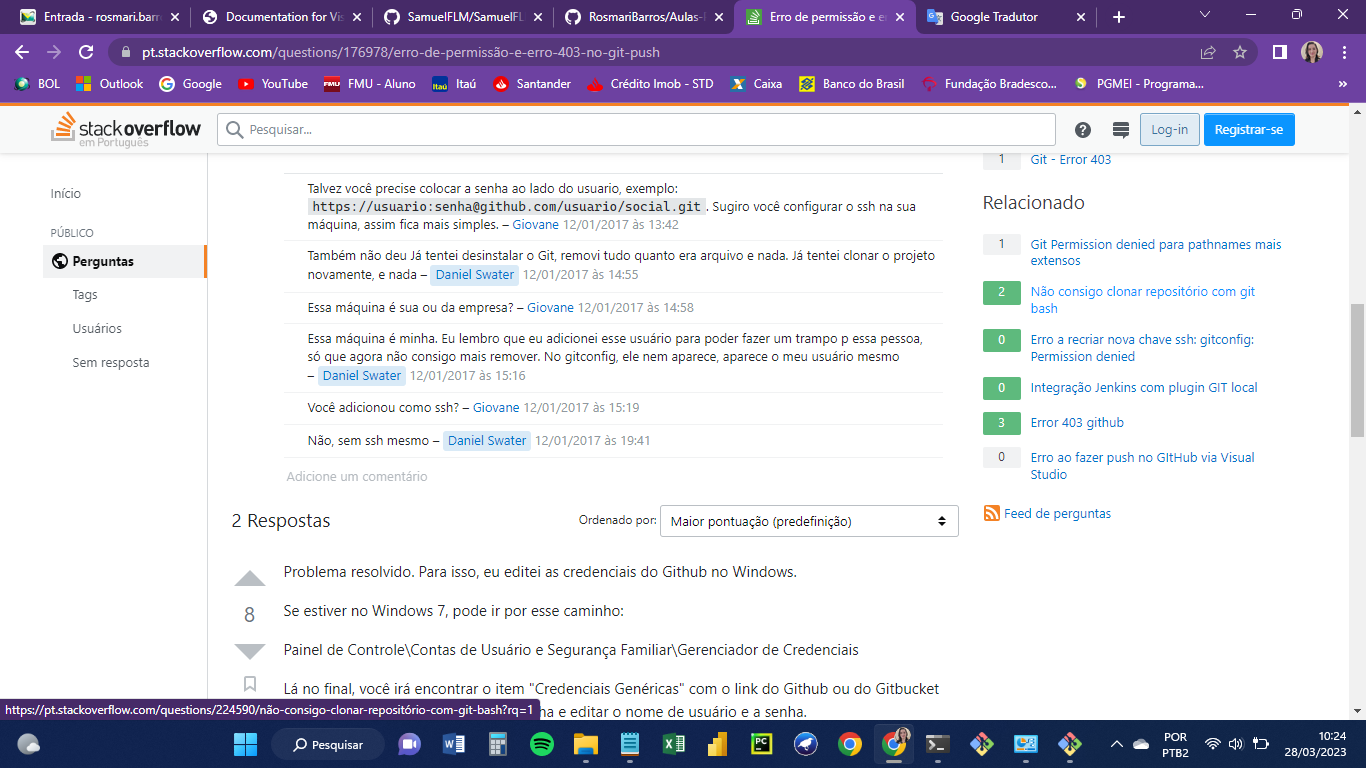 Entrada - rosmari.barr
Documentation for Vis
SamuelFLM/SamuelFL
RosmariBarros/Aulas-
Erro de permissão e er
Google Tradutor
pt.stackoverflow.com/questions/176978/erro-de-permissão-e-erro-403-no-git-push
BOL
Outlook
Google
YouTube
FMU FMU - Aluno
Itaú Itaú
Santander
Crédito Imob - STD
Caixa
Banco do Brasil
Fundação Bradesco...
PGMEI - Programa...
»
stackoverflow
em Português
Pesquisar...
Log-in
Registrar-se
Início
PÚBLICO
Perguntas
Tags
Usuários
Sem resposta
Talvez você precise colocar a senha ao lado do usuario, exemplo:
https://usuario:senha@github.com/usuario/social.git. Sugiro você configurar o ssh na sua
máquina, assim fica mais simples. – Giovane 12/01/2017 às 13:42
Também não deu Já tentei desinstalar o Git, removi tudo quanto era arquivo e nada. Já tentei clonar o projeto
novamente, e nada – Daniel Swater 12/01/2017 às 14:55
Essa máquina é sua ou da empresa? – Giovane 12/01/2017 às 14:58
Essa máquina é minha. Eu lembro que eu adicionei esse usuário para poder fazer um trampo p essa pessoa,
só que agora não consigo mais remover. No gitconfig, ele nem aparece, aparece o meu usuário mesmo
– Daniel Swater 12/01/2017 às 15:16
Você adicionou como ssh? – Giovane 12/01/2017 às 15:19
Não, sem ssh mesmo – Daniel Swater 12/01/2017 às 19:41
Adicione um comentário
2 Respostas
Ordenado por:
Maior pontuação (predefinição)
8
Problema resolvido. Para isso, eu editei as credenciais do Github no Windows.
Se estiver no Windows 7, pode ir por esse caminho:
Painel de Controle\Contas de Usuário e Segurança Familiar\Gerenciador de Credenciais
Lá no final, você irá encontrar o item "Credenciais Genéricas" com o link do Github ou do Gitbucket
ha e editar o nome de usuário e a senha.
1 Git - Error 403
Relacionado
1 Git Permission denied para pathnames mais
extensos
2 Não consigo clonar repositório com git
bash
0 Erro a recriar nova chave ssh: gitconfig:
Permission denied
0 Integração Jenkins com plugin GIT local
3 Error 403 github
0 Erro ao fazer push no GItHub via Visual
Studio
Feed de perguntas
https://pt.stackoverflow.com/questions/224590/não-consigo-clonar-repositório-com-git-bash?rq=1
Pesquisar
POR
PTB2
10:24
28/03/2023